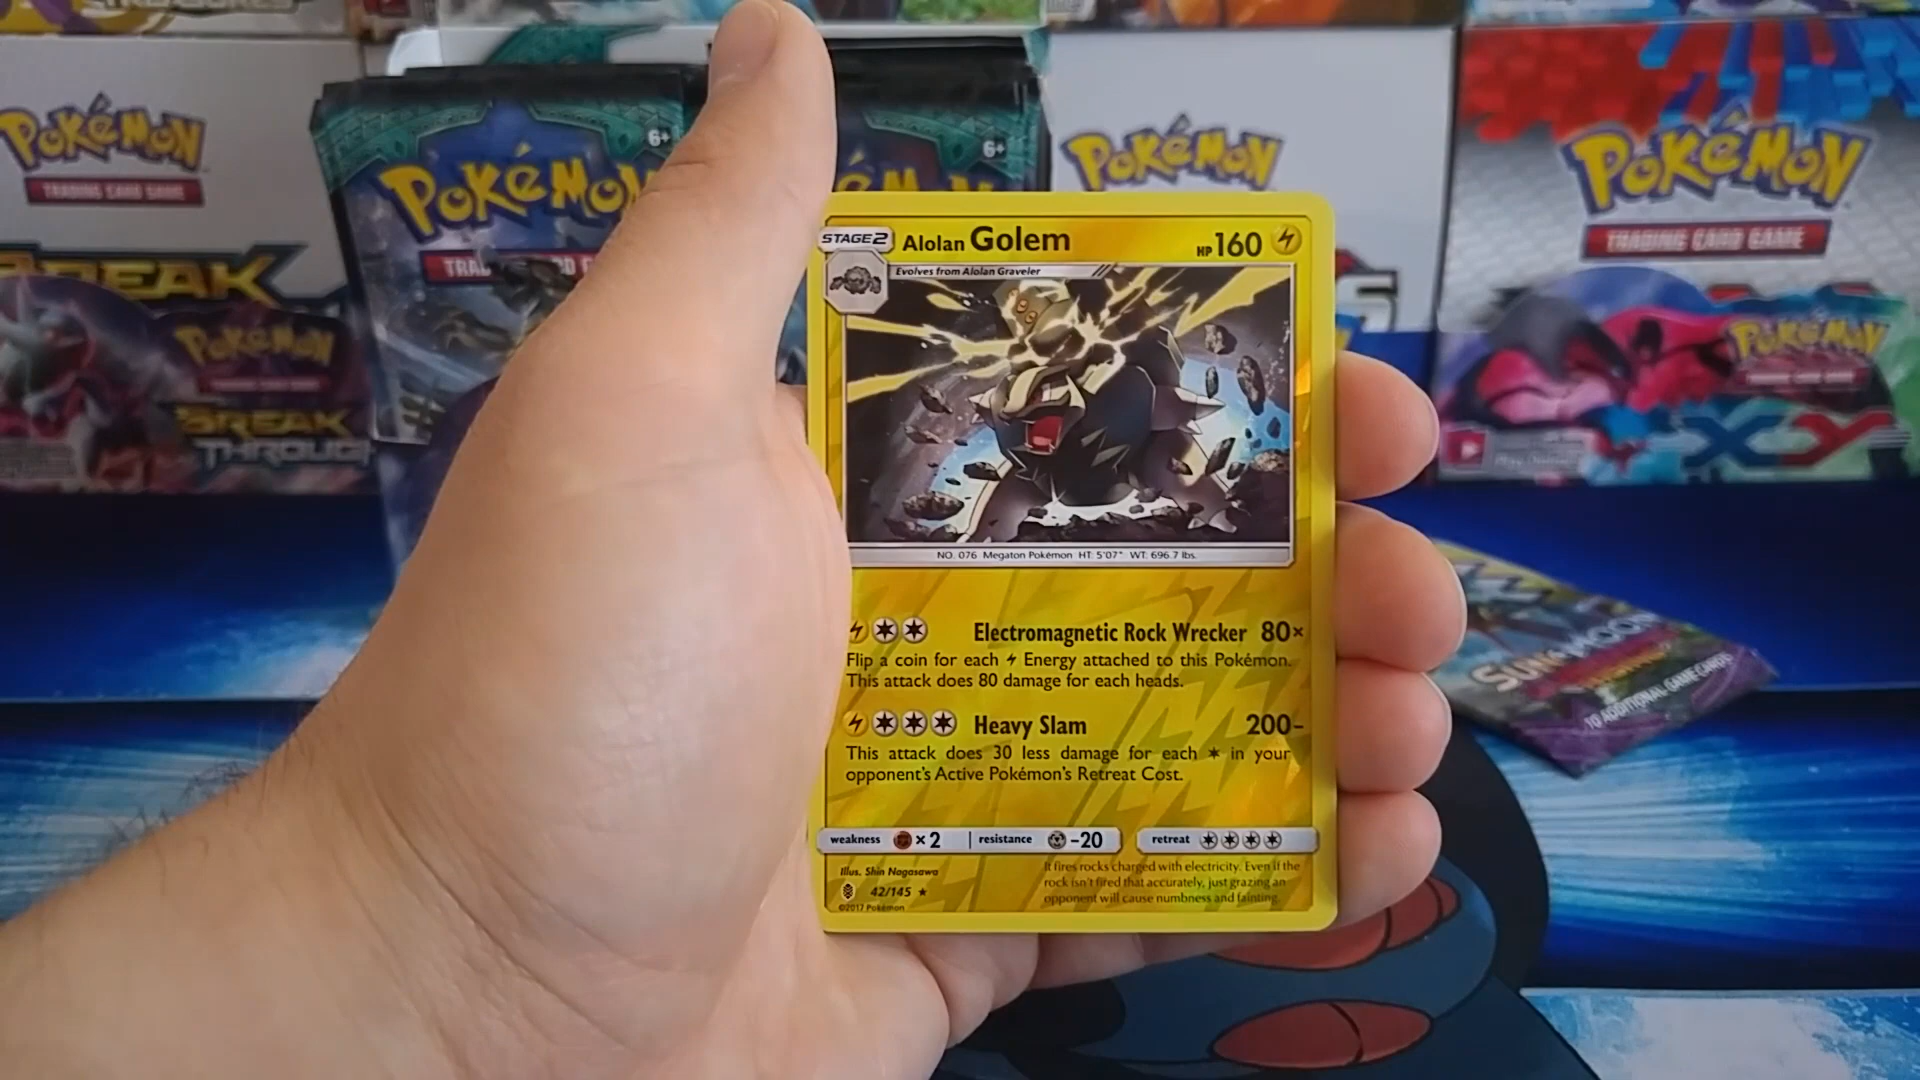 POKéMON
TRADING CARD GAME
BREAK
POKéMON
BREAK
THROUGH
6+
POKéMON
6+
POKéMON
POKéMON
TRADING CARD GAME
POKéMON
XY
SUN MOON
10 ADDITIONAL GAME CARDS
STAGE 2 Alolan Golem HP 160
Evolves from Alolan Graveler
NO. 076 Megaton Pokémon HT: 5'07" WT: 696.7 lbs.
Electromagnetic Rock Wrecker 80×
Flip a coin for each Energy attached to this Pokémon.
This attack does 80 damage for each heads.
Heavy Slam 200-
This attack does 30 less damage for each in your
opponent's Active Pokémon's Retreat Cost.
weakness ×2 resistance -20 retreat
Illus. Shin Nagasawa
42/145 ★
©2017 Pokémon
It fires rocks charged with electricity. Even if the
rock isn't fired that accurately, just grazing an
opponent will cause numbness and fainting.